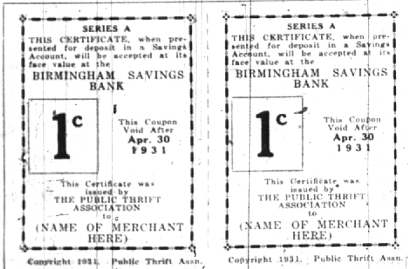 SERIES A
THIS CERTIFICATE, when pre-
sented for deposit in a Savings
Account, will be accepted at its
face value at the
BIRMINGHAM SAVINGS
BANK
1c
This Coupon
Void After
Apr. 30
1931
This Certificate was
issued by
THE PUBLIC THRIFT
ASSOCIATION
to
(NAME OF MERCHANT
HERE)
Copyright 1931. Public Thrift Assn.
SERIES A
THIS CERTIFICATE, when pre-
sented for deposit in a Savings
Account, will be accepted at its
face value at the
BIRMINGHAM SAVINGS
BANK
1c
This Coupon
Void After
Apr. 30
1931
This Certificate was
issued by
THE PUBLIC THRIFT
ASSOCIATION
to
(NAME OF MERCHANT
HERE)
Copyright 1931. Public Thrift Assn.